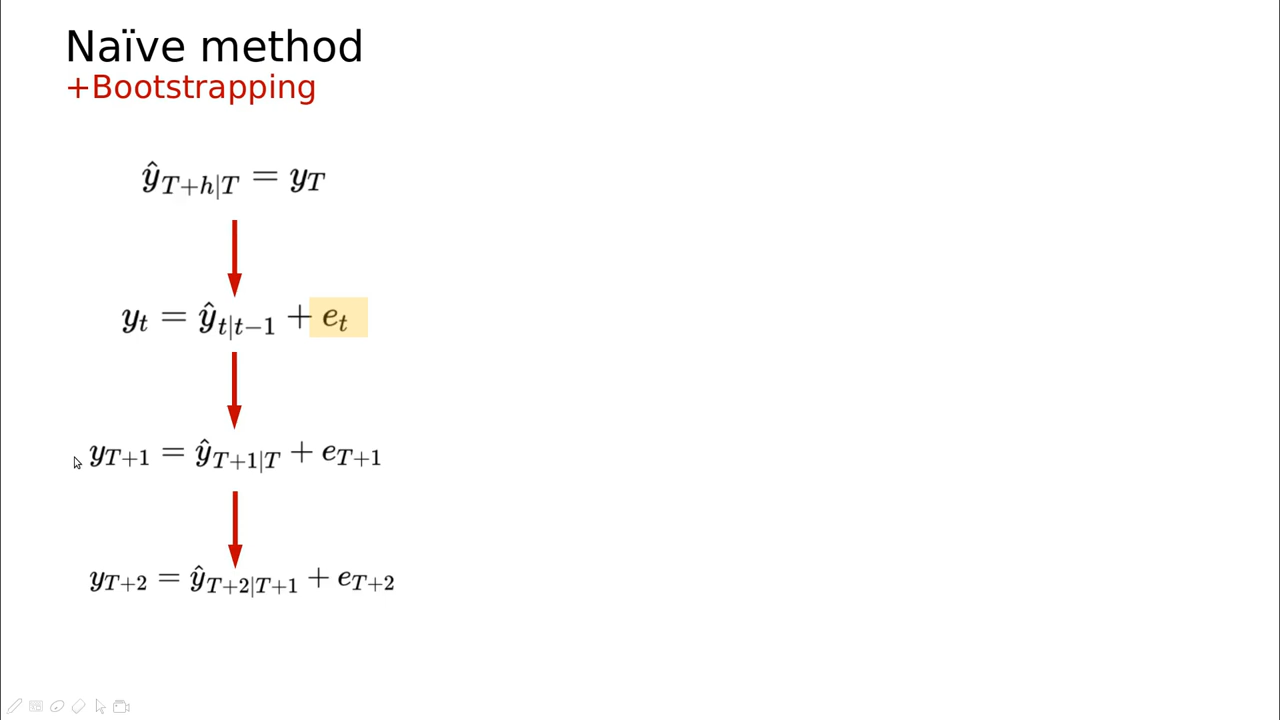 Naïve method
+Bootstrapping
ŷ_{T+h|T} = y_T
y_t = ŷ_{t|t−1} + e_t
y_{T+1} = ŷ_{T+1|T} + e_{T+1}
y_{T+2} = ŷ_{T+2|T+1} + e_{T+2}